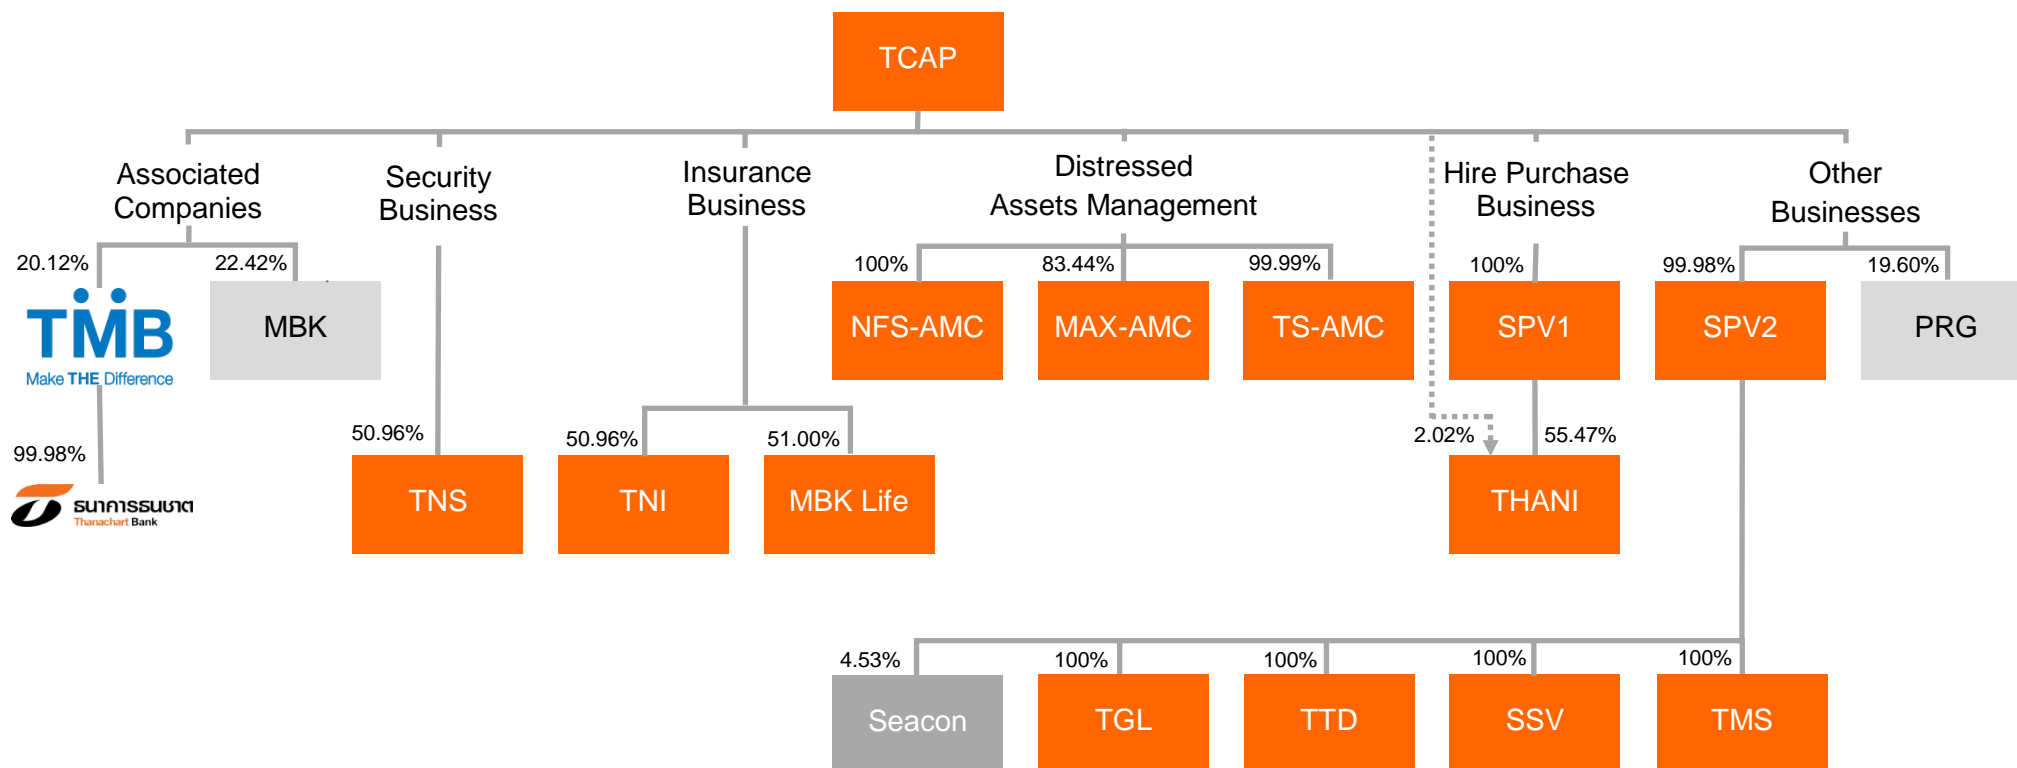 TCAP
Associated
Companies
Security
Business
Insurance
Business
Distressed
Assets Management
Hire Purchase
Business
Other
Businesses
20.12%
22.42%
100%
83.44%
99.99%
100%
99.98%
19.60%
TMB
Make THE Difference
MBK
NFS-AMC
MAX-AMC
TS-AMC
SPV1
SPV2
PRG
99.98%
50.96%
50.96%
51.00%
2.02%
55.47%
ธนาคารธนชาต
Thanachart Bank
TNS
TNI
MBK Life
THANI
4.53%
100%
100%
100%
100%
Seacon
TGL
TTD
SSV
TMS